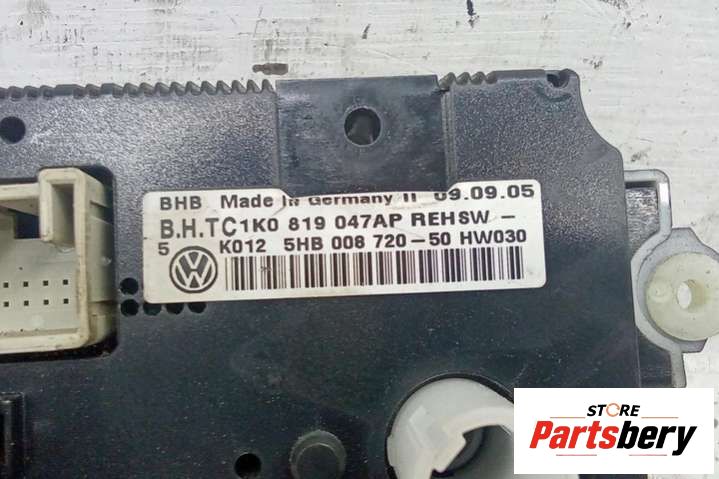 BHB Made In Germany II 09.09.05
B.H.TC1K0 819 047AP REHSW -
5 K012 5HB 008 720-50 HW030
STORE
Partsbery